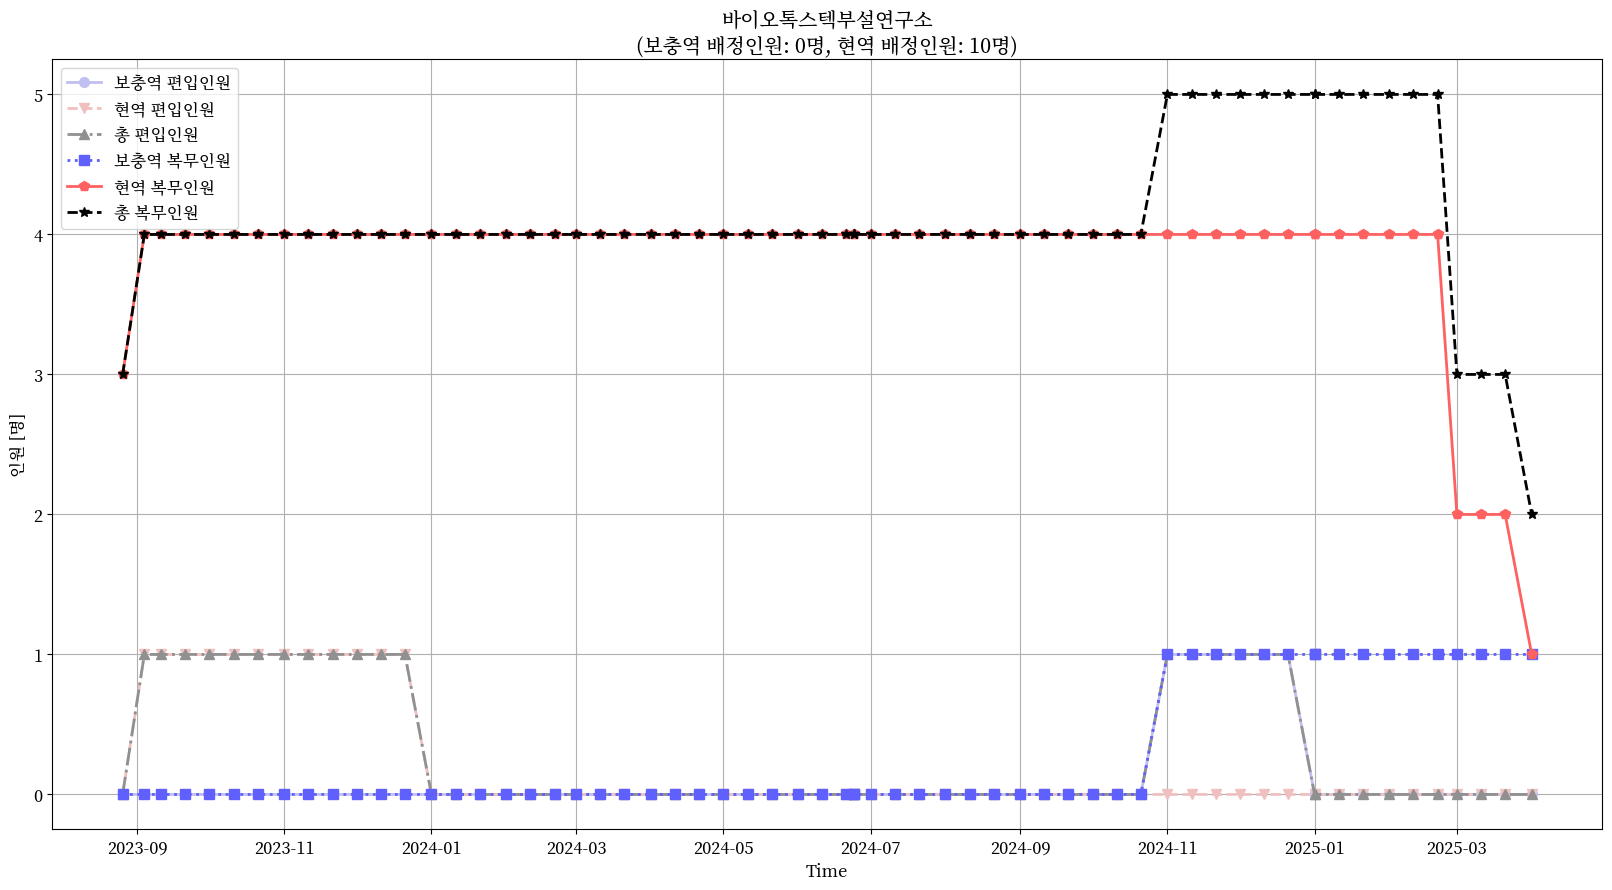 바이오톡스텍부설연구소
(보충역 배정인원: 0명, 현역 배정인원: 10명)
보충역 편입인원
현역 편입인원
총 편입인원
보충역 복무인원
현역 복무인원
총 복무인원
5
4
3
2
1
0
인원 [명]
2023-09
2023-11
2024-01
2024-03
2024-05
2024-07
2024-09
2024-11
2025-01
2025-03
Time